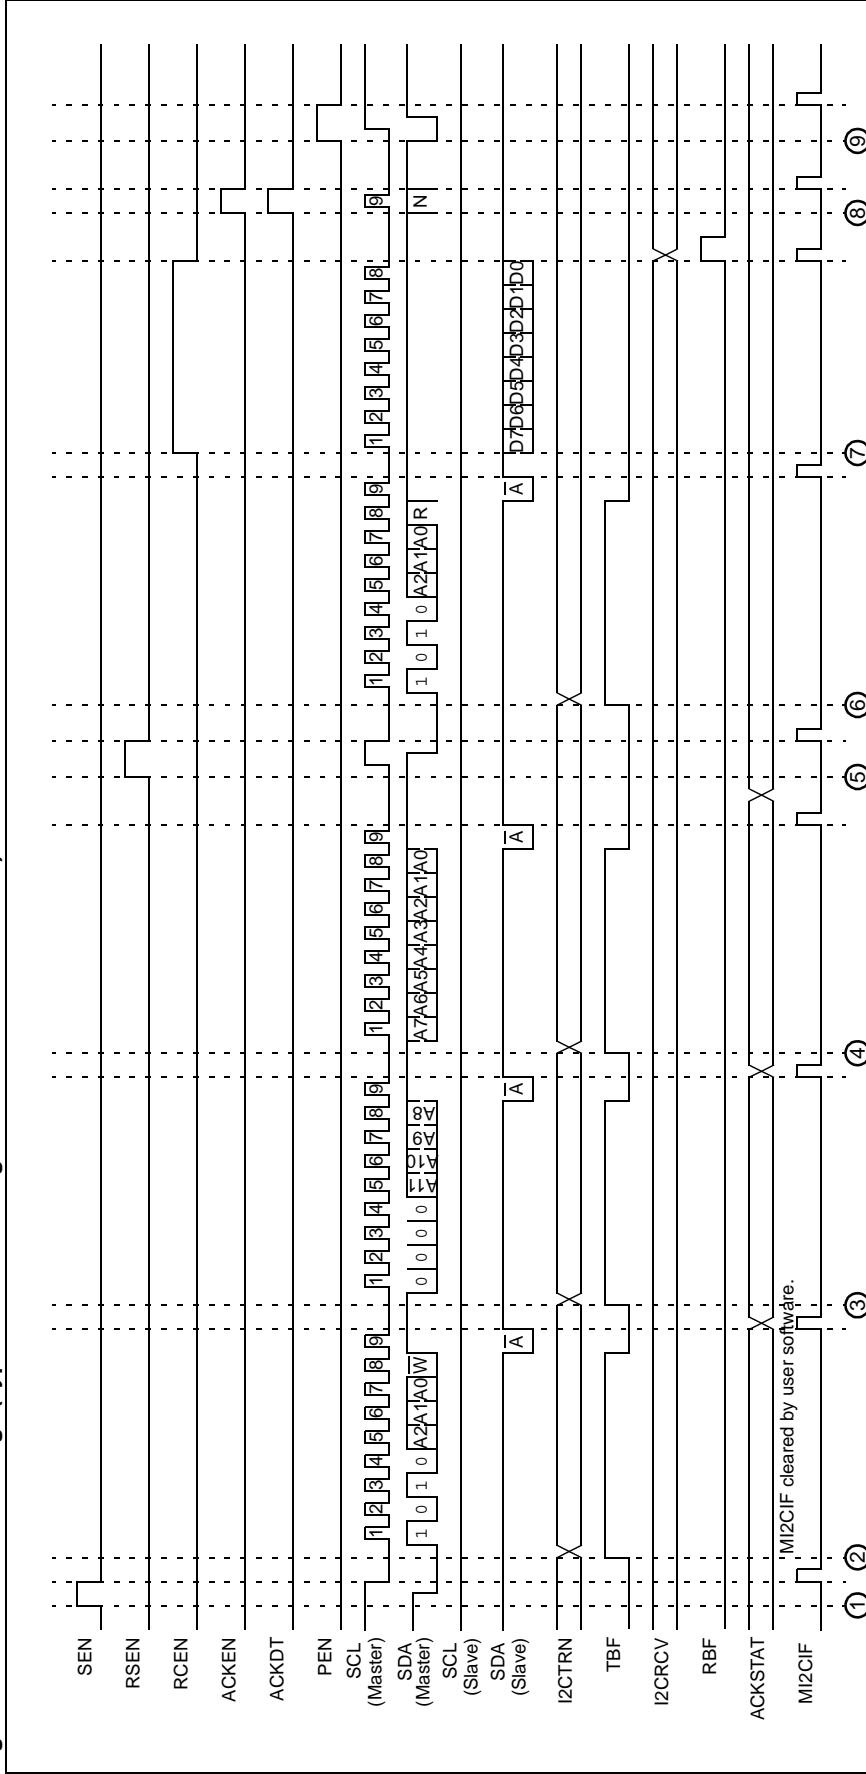 SEN
RSEN
RCEN
ACKEN
ACKDT
PEN
SCL
(Master)
1 2 3 4 5 6 7 8 9 1 2 3 4 5 6 7 8 9 1 2 3 4 5 6 7 8 9 1 2 3 4 5 6 7 8 9 1 2 3 4 5 6 7 8 9
SDA
(Master)
1 0 1 0 A2 A1 A0 W̅ 0 0 0 0 A11 A10 A9 A8 A7 A6 A5 A4 A3 A2 A1 A0 1 0 1 0 A2 A1 A0 R N
SCL
(Slave)
SDA
(Slave)
A̅ A̅ A̅ A̅ D7 D6 D5 D4 D3 D2 D1 D0
I2CTRN
TBF
I2CRCV
RBF
ACKSTAT
MI2CIF
MI2CIF cleared by user software.
1 2 3 4 5 6 7 8 9